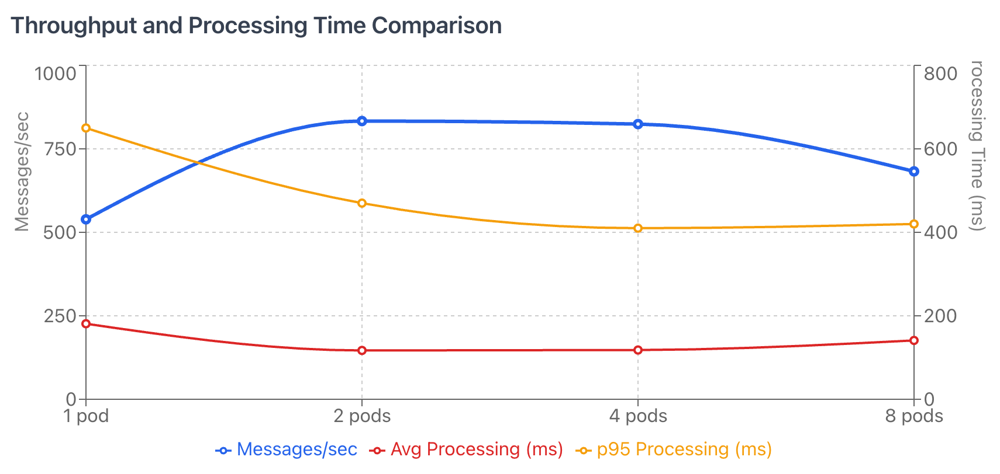 Throughput and Processing Time Comparison
1000
750
500
250
0
Messages/sec
800
600
400
200
0
rocessing Time (ms)
1 pod
2 pods
4 pods
8 pods
Messages/sec
Avg Processing (ms)
p95 Processing (ms)